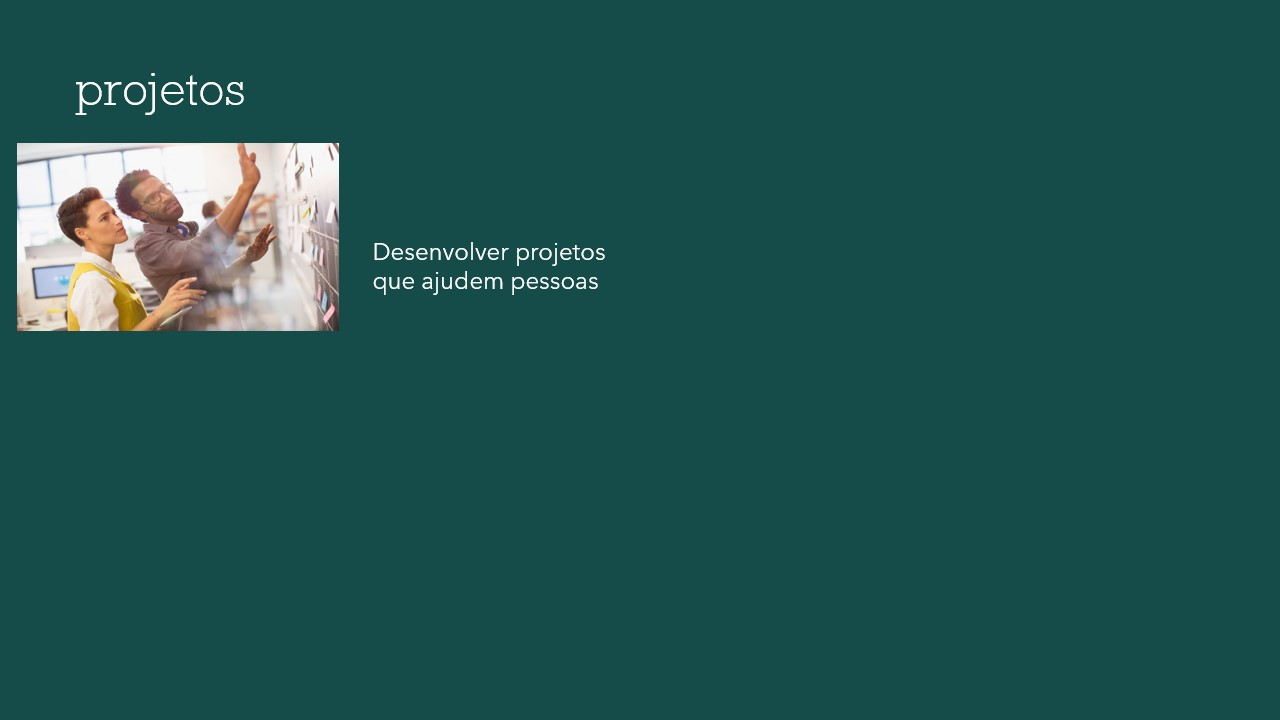 projetos
Desenvolver projetos
que ajudem pessoas